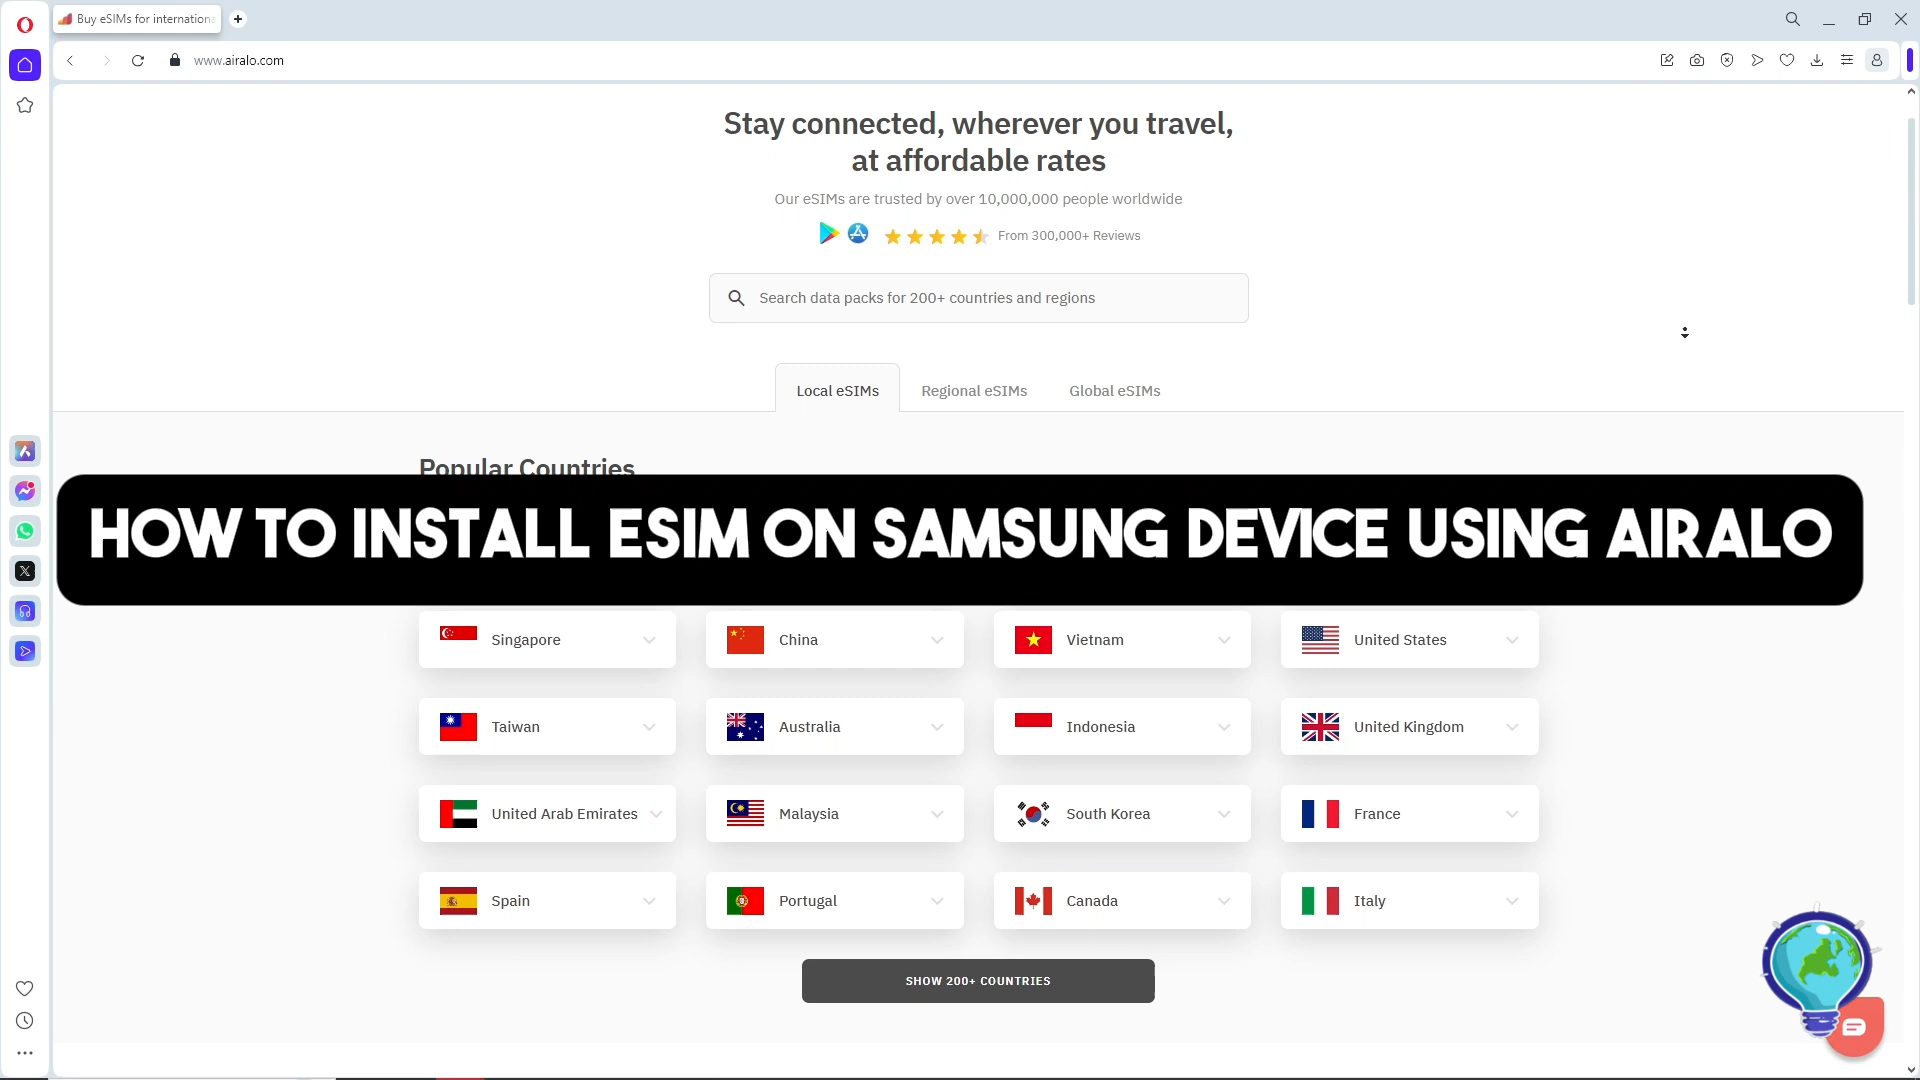 Buy eSIMs for internationa
www.airalo.com
Stay connected, wherever you travel,
at affordable rates
Our eSIMs are trusted by over 10,000,000 people worldwide
From 300,000+ Reviews
Search data packs for 200+ countries and regions
Local eSIMs
Regional eSIMs
Global eSIMs
Popular Countries
HOW TO INSTALL ESIM ON SAMSUNG DEVICE USING AIRALO
Singapore
China
Vietnam
United States
Taiwan
Australia
Indonesia
United Kingdom
United Arab Emirates
Malaysia
South Korea
France
Spain
Portugal
Canada
Italy
SHOW 200+ COUNTRIES